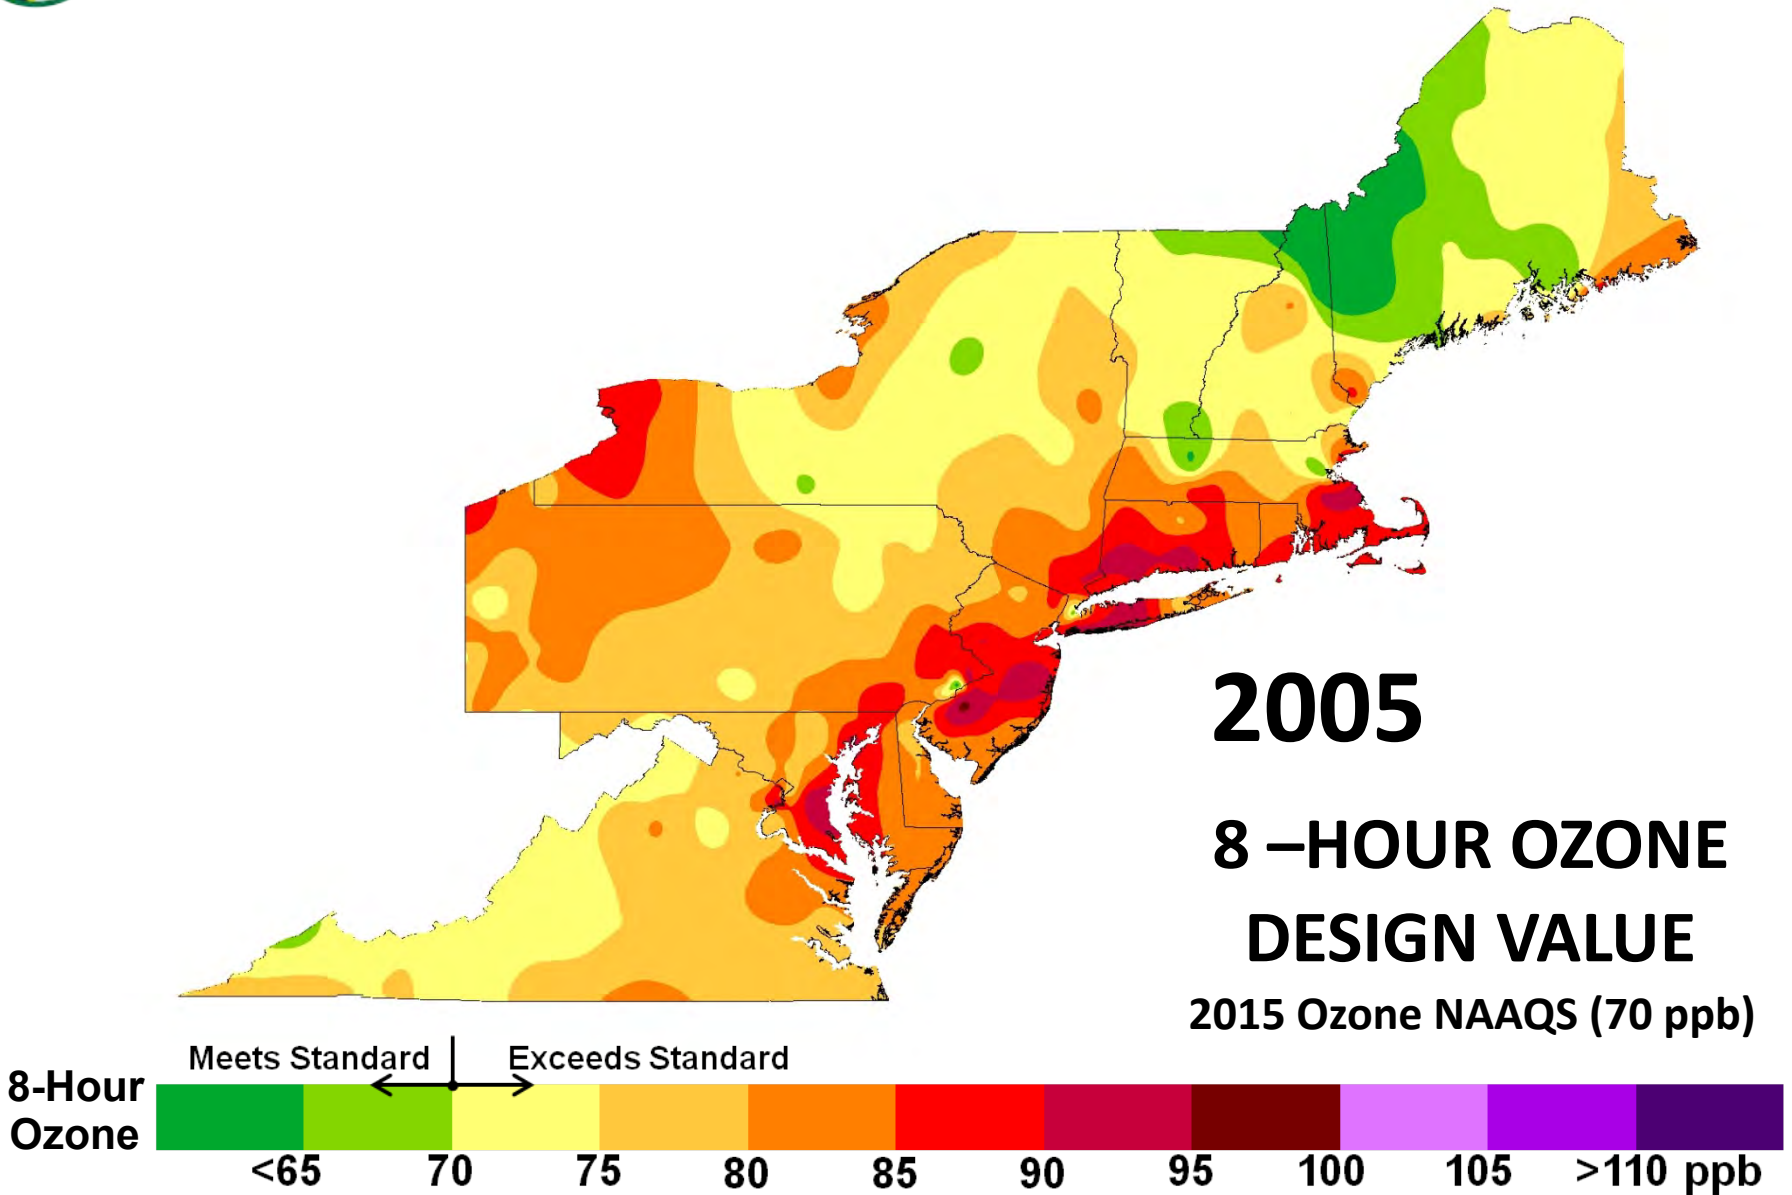 2005
8 –HOUR OZONE
DESIGN VALUE
2015 Ozone NAAQS (70 ppb)
Meets Standard Exceeds Standard
8-Hour
Ozone
<65 70 75 80 85 90 95 100 105 >110 ppb